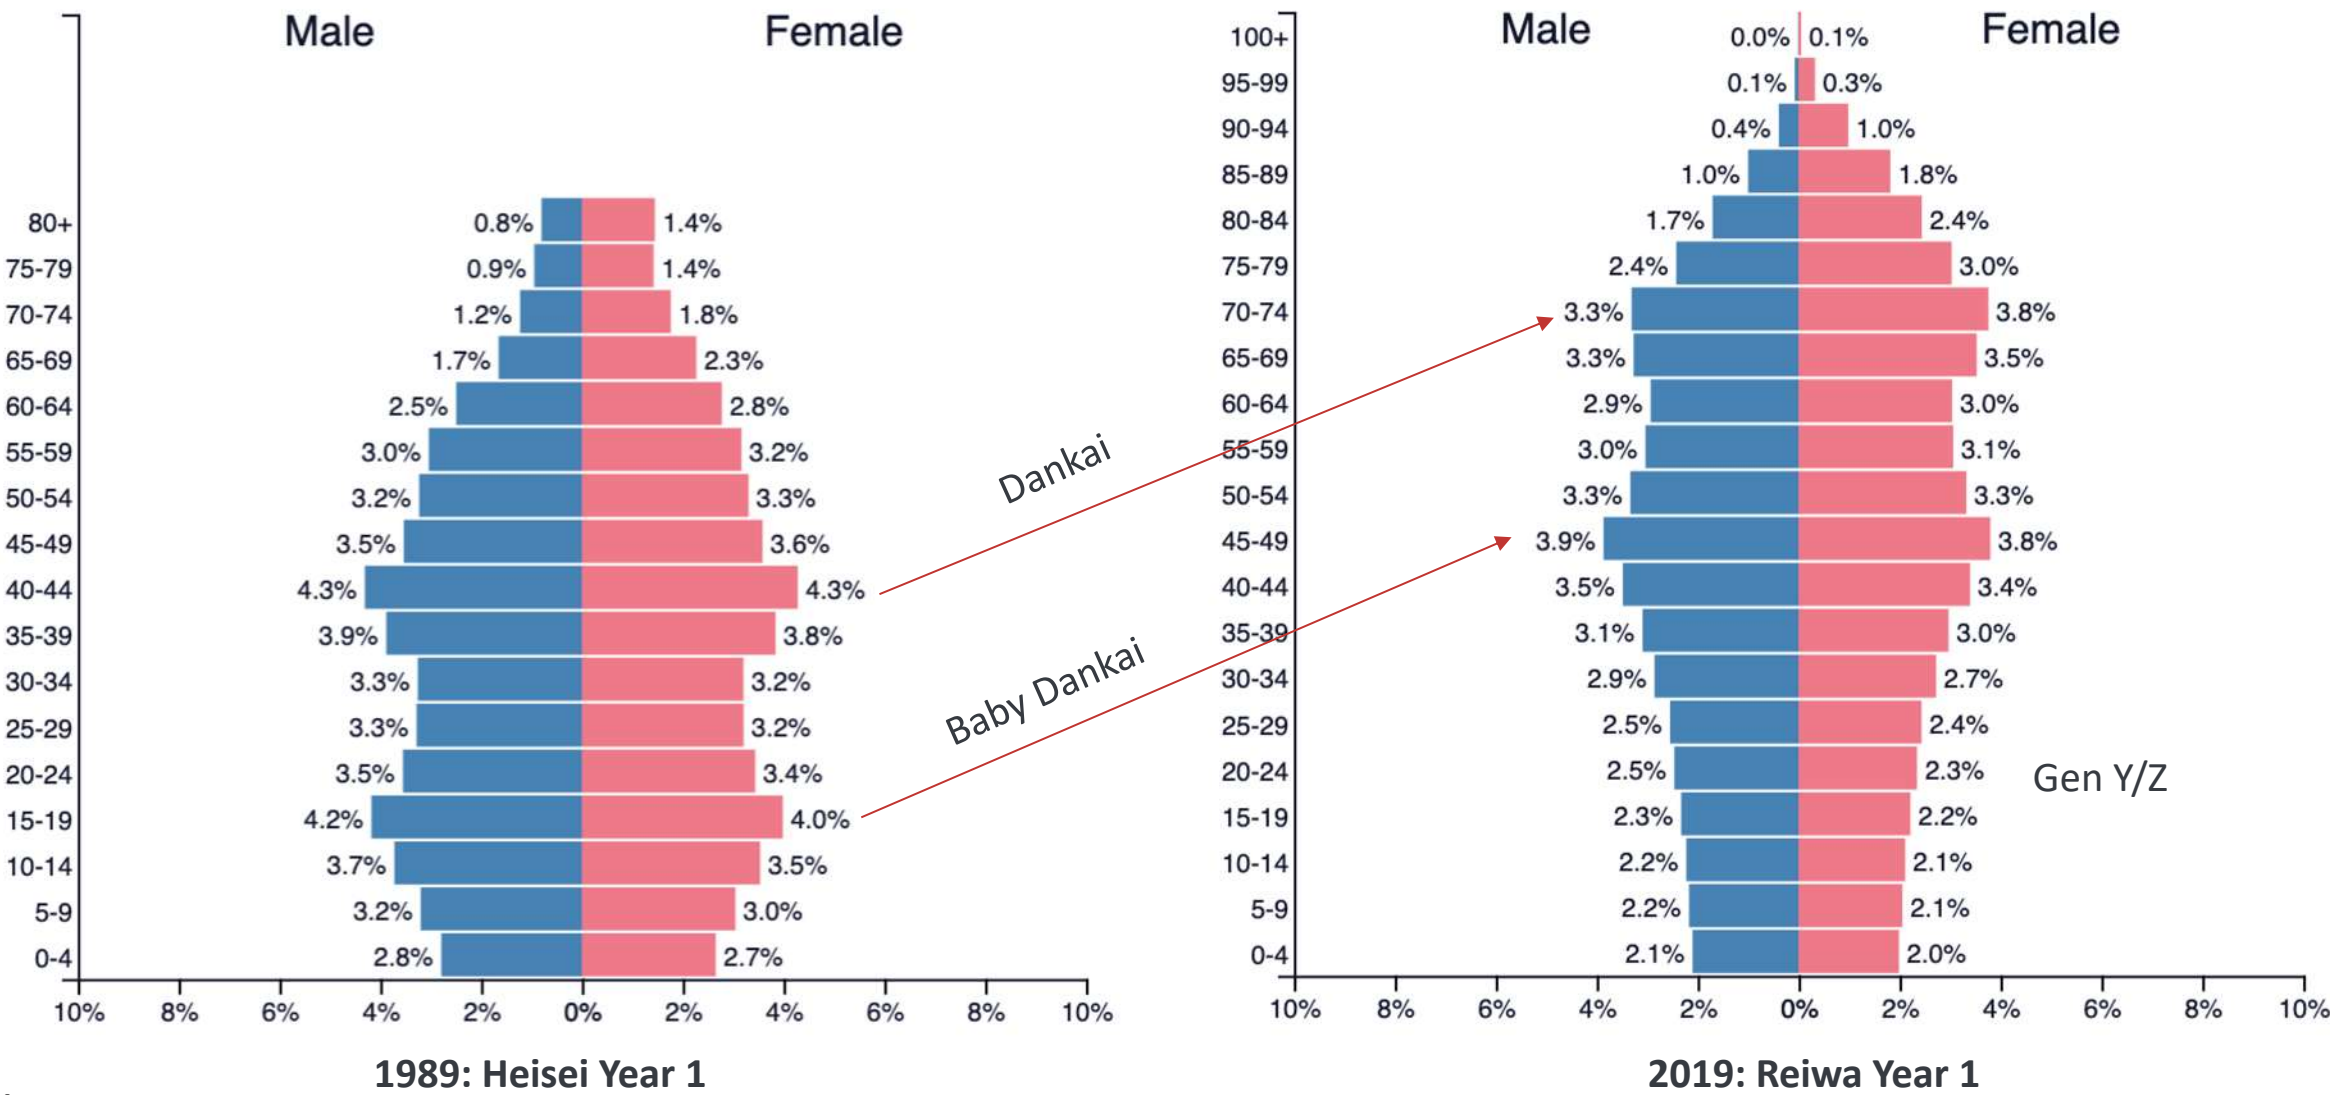 Male Female
80+ 0.8% 1.4%
75-79 0.9% 1.4%
70-74 1.2% 1.8%
65-69 1.7% 2.3%
60-64 2.5% 2.8%
55-59 3.0% 3.2%
50-54 3.2% 3.3%
45-49 3.5% 3.6%
40-44 4.3% 4.3%
35-39 3.9% 3.8%
30-34 3.3% 3.2%
25-29 3.3% 3.2%
20-24 3.5% 3.4%
15-19 4.2% 4.0%
10-14 3.7% 3.5%
5-9 3.2% 3.0%
0-4 2.8% 2.7%
10% 8% 6% 4% 2% 0% 2% 4% 6% 8% 10%
1989: Heisei Year 1
Dankai
Baby Dankai
Male Female
100+ 0.0% 0.1%
95-99 0.1% 0.3%
90-94 0.4% 1.0%
85-89 1.0% 1.8%
80-84 1.7% 2.4%
75-79 2.4% 3.0%
70-74 3.3% 3.8%
65-69 3.3% 3.5%
60-64 2.9% 3.0%
55-59 3.0% 3.1%
50-54 3.3% 3.3%
45-49 3.9% 3.8%
40-44 3.5% 3.4%
35-39 3.1% 3.0%
30-34 2.9% 2.7%
25-29 2.5% 2.4%
20-24 2.5% 2.3% Gen Y/Z
15-19 2.3% 2.2%
10-14 2.2% 2.1%
5-9 2.2% 2.1%
0-4 2.1% 2.0%
10% 8% 6% 4% 2% 0% 2% 4% 6% 8% 10%
2019: Reiwa Year 1